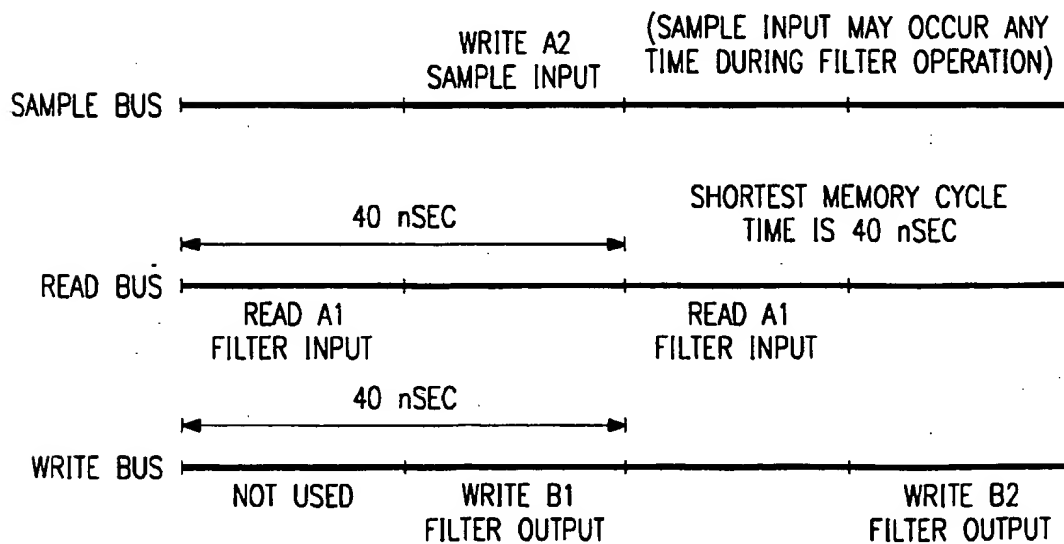 WRITE A2
SAMPLE INPUT
(SAMPLE INPUT MAY OCCUR ANY
TIME DURING FILTER OPERATION)
SAMPLE BUS
40 nSEC
SHORTEST MEMORY CYCLE
TIME IS 40 nSEC
READ BUS
READ A1
FILTER INPUT
READ A1
FILTER INPUT
40 nSEC
WRITE BUS
NOT USED
WRITE B1
FILTER OUTPUT
WRITE B2
FILTER OUTPUT